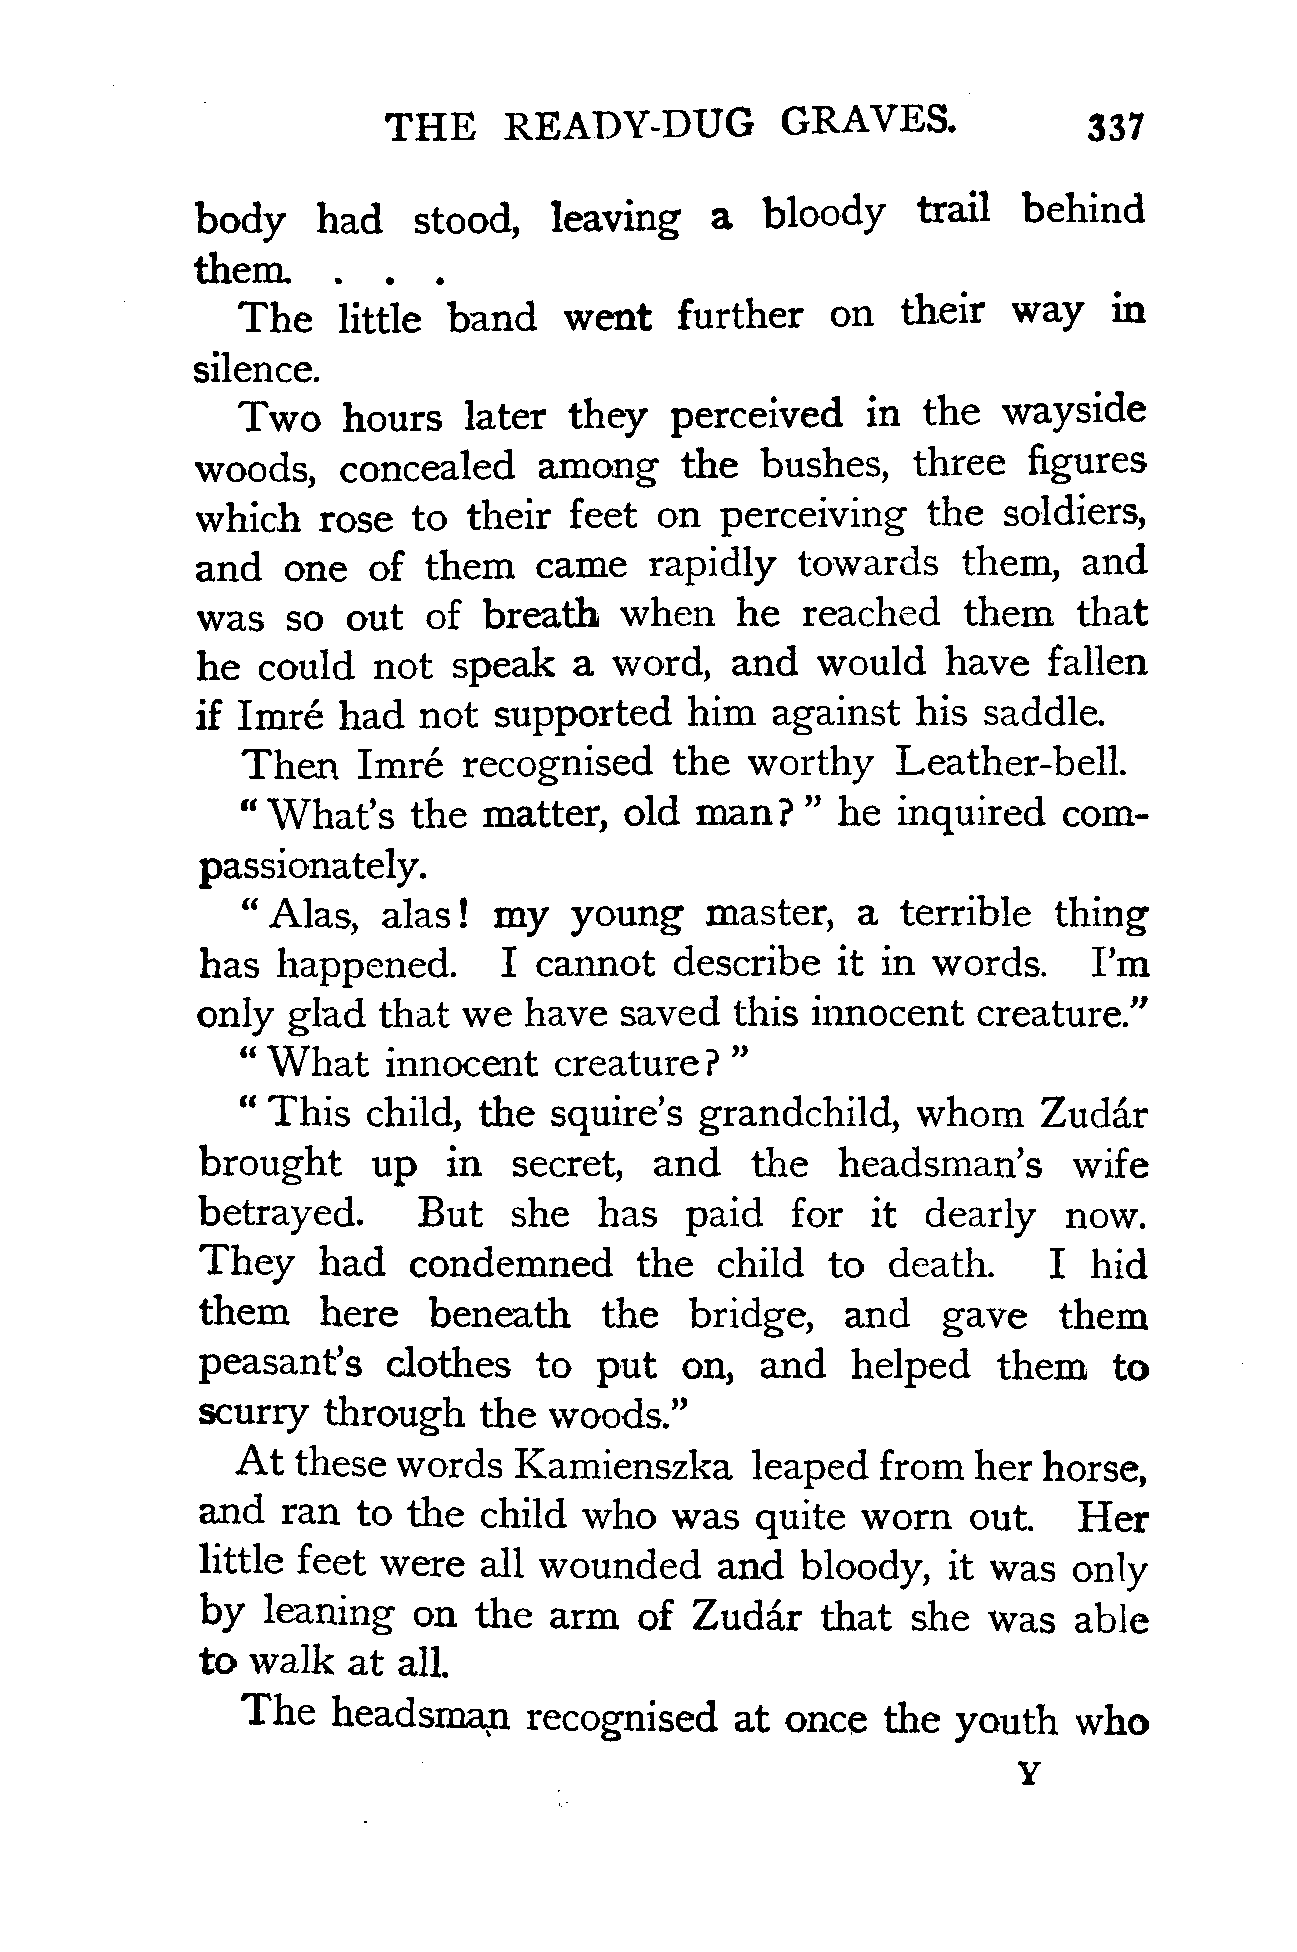 THE READY-DUG GRAVES. 337
body had stood, leaving a bloody trail behind
them. . . .
The little band went further on their way in
silence.
Two hours later they perceived in the wayside
woods, concealed among the bushes, three figures
which rose to their feet on perceiving the soldiers,
and one of them came rapidly towards them, and
was so out of breath when he reached them that
he could not speak a word, and would have fallen
if Imré had not supported him against his saddle.
Then Imré recognised the worthy Leather-bell.
“ What’s the matter, old man? ” he inquired com-
passionately.
“ Alas, alas! my young master, a terrible thing
has happened. I cannot describe it in words. I’m
only glad that we have saved this innocent creature.”
“ What innocent creature? ”
“ This child, the squire’s grandchild, whom Zudár
brought up in secret, and the headsman’s wife
betrayed. But she has paid for it dearly now.
They had condemned the child to death. I hid
them here beneath the bridge, and gave them
peasant’s clothes to put on, and helped them to
scurry through the woods.”
At these words Kamienszka leaped from her horse,
and ran to the child who was quite worn out. Her
little feet were all wounded and bloody, it was only
by leaning on the arm of Zudár that she was able
to walk at all.
The headsman recognised at once the youth who
Y